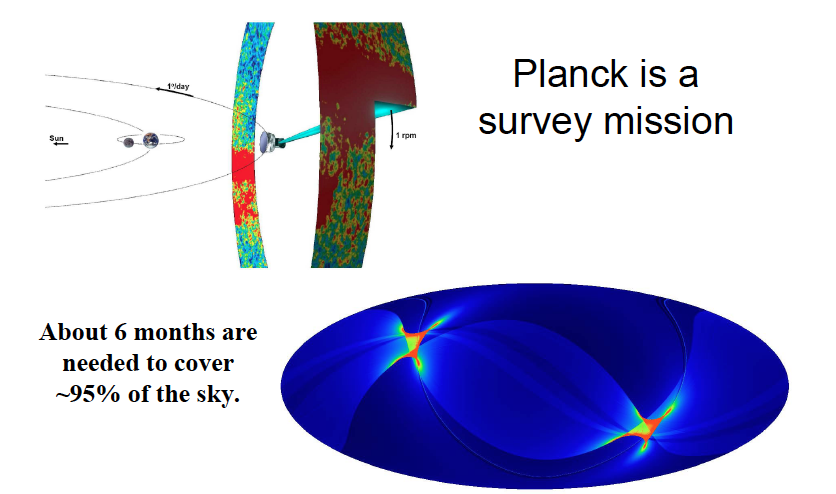 Planck is a
survey mission
1°/day
Sun
1 rpm
About 6 months are
needed to cover
~95% of the sky.